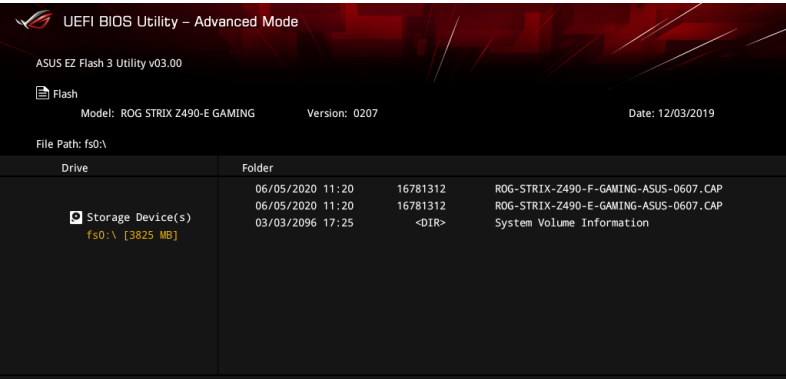 UEFI BIOS Utility – Advanced Mode
ASUS EZ Flash 3 Utility v03.00
Flash
Model: ROG STRIX Z490-E GAMING Version: 0207 Date: 12/03/2019
File Path: fs0:\
Drive Folder
06/05/2020 11:20 16781312 ROG-STRIX-Z490-F-GAMING-ASUS-0607.CAP
06/05/2020 11:20 16781312 ROG-STRIX-Z490-E-GAMING-ASUS-0607.CAP
Storage Device(s) 03/03/2096 17:25 <DIR> System Volume Information
fs0:\ [3825 MB]